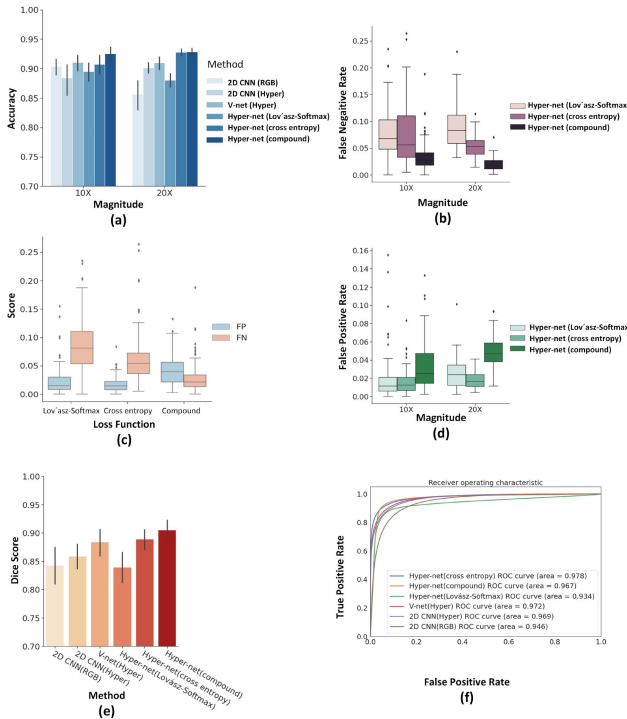 1.00
0.95
0.90
0.85
0.80
0.75
0.70
Accuracy
10X
20X
Magnitude
(a)
Method
2D CNN (RGB)
2D CNN (Hyper)
V-net (Hyper)
Hyper-net (Lov´asz-Softmax)
Hyper-net (cross entropy)
Hyper-net (compound)
0.25
0.20
0.15
0.10
0.05
0.00
False Negaitive Rate
10X
20X
Magnitude
(b)
Hyper-net (Lov´asz-Softmax)
Hyper-net (cross entropy)
Hyper-net (compound)
0.25
0.20
0.15
0.10
0.05
0.00
Score
Lov´asz-Softmax
Cross entropy
Compound
Loss Function
(c)
FP
FN
0.16
0.14
0.12
0.10
0.08
0.06
0.04
0.02
0.00
False Positive Rate
10X
20X
Magnitude
(d)
Hyper-net (Lov´asz-Softmax)
Hyper-net (cross entropy)
Hyper-net (compound)
1.00
0.95
0.90
0.85
0.80
0.75
0.70
Dice Score
2D CNN(RGB)
2D CNN(Hyper)
V-net(Hyper)
Hyper-net(Lovász-Softmax)
Hyper-net(cross entropy)
Hyper-net(compound)
Method
(e)
Receiver operating characteristic
1.0
0.8
0.6
0.4
0.2
0.0
True Positive Rate
Hyper-net(cross entropy) ROC curve (area = 0.978)
Hyper-net(compound) ROC curve (area = 0.967)
Hyper-net(Lovász-Softmax) ROC curve (area = 0.934)
V-net(Hyper) ROC curve (area = 0.972)
2D CNN(Hyper) ROC curve (area = 0.969)
2D CNN(RGB) ROC curve (area = 0.946)
0.0
0.2
0.4
0.6
0.8
1.0
False Positive Rate
(f)